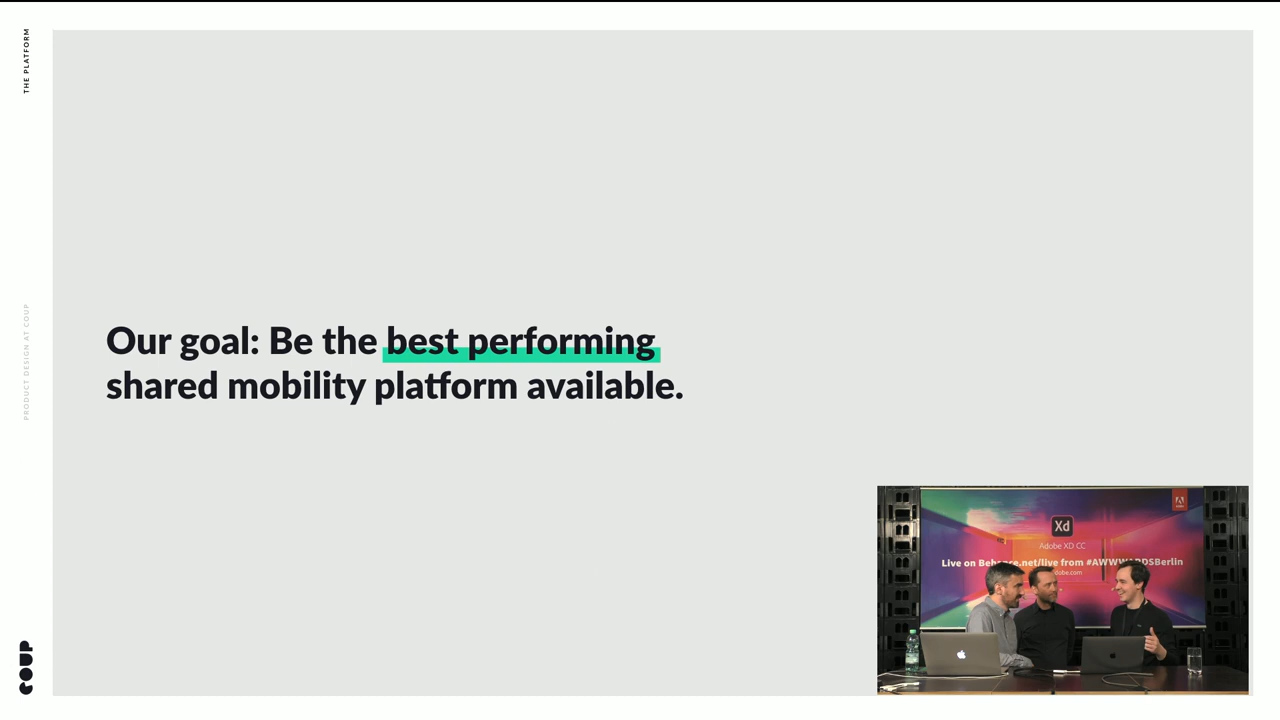 THE PLATFORM
Our goal: Be the best performing
shared mobility platform available.
PRODUCT DESIGN AT COUP
COUP
Xd
Adobe XD CC
Live on Behance.net/live from #AWWWARDSBerlin